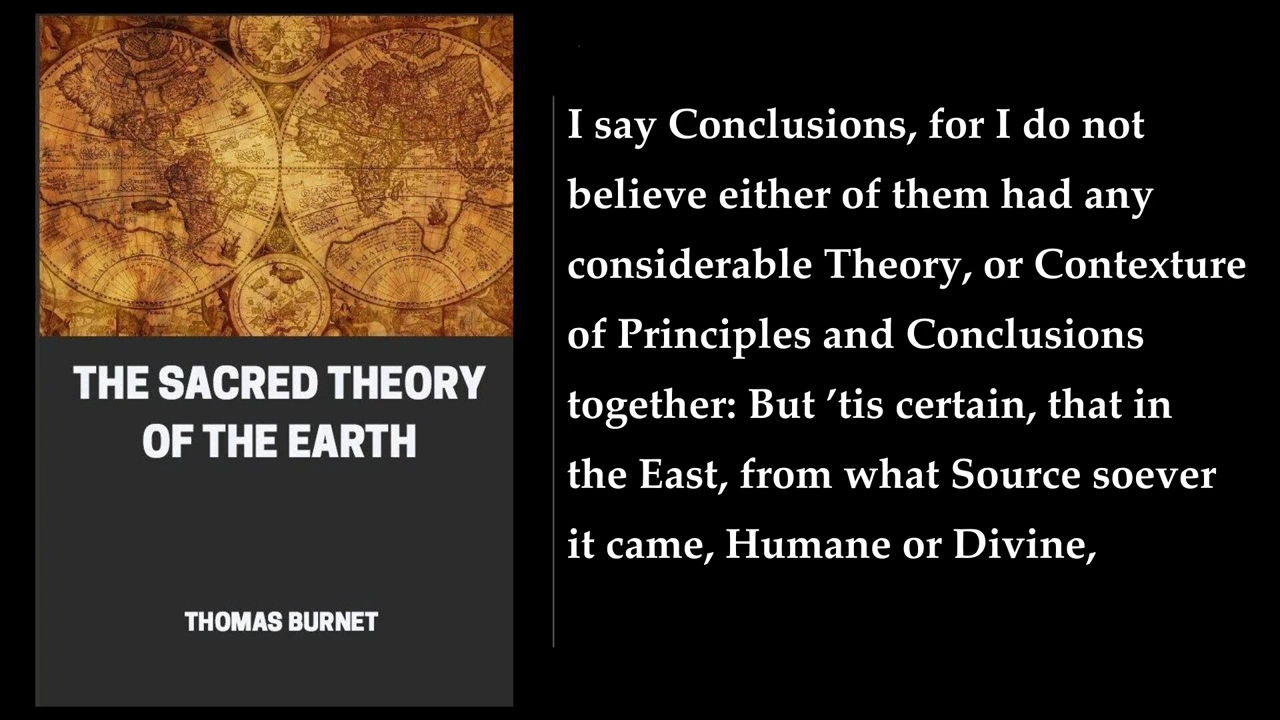 THE SACRED THEORY
OF THE EARTH
THOMAS BURNET
I say Conclusions, for I do not
believe either of them had any
considerable Theory, or Contexture
of Principles and Conclusions
together: But ’tis certain, that in
the East, from what Source soever
it came, Humane or Divine,